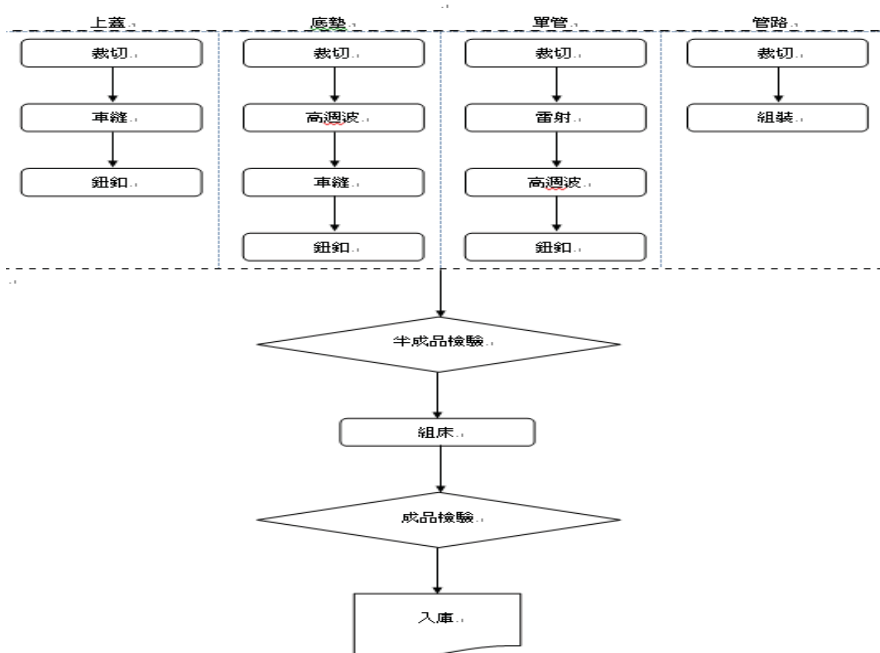 上蓋 底墊 單管 管路
裁切 裁切 裁切 裁切
車縫 高週波 雷射 組裝
鈕釦 車縫 高週波
鈕釦 鈕釦
半成品檢驗
組床
成品檢驗
入庫